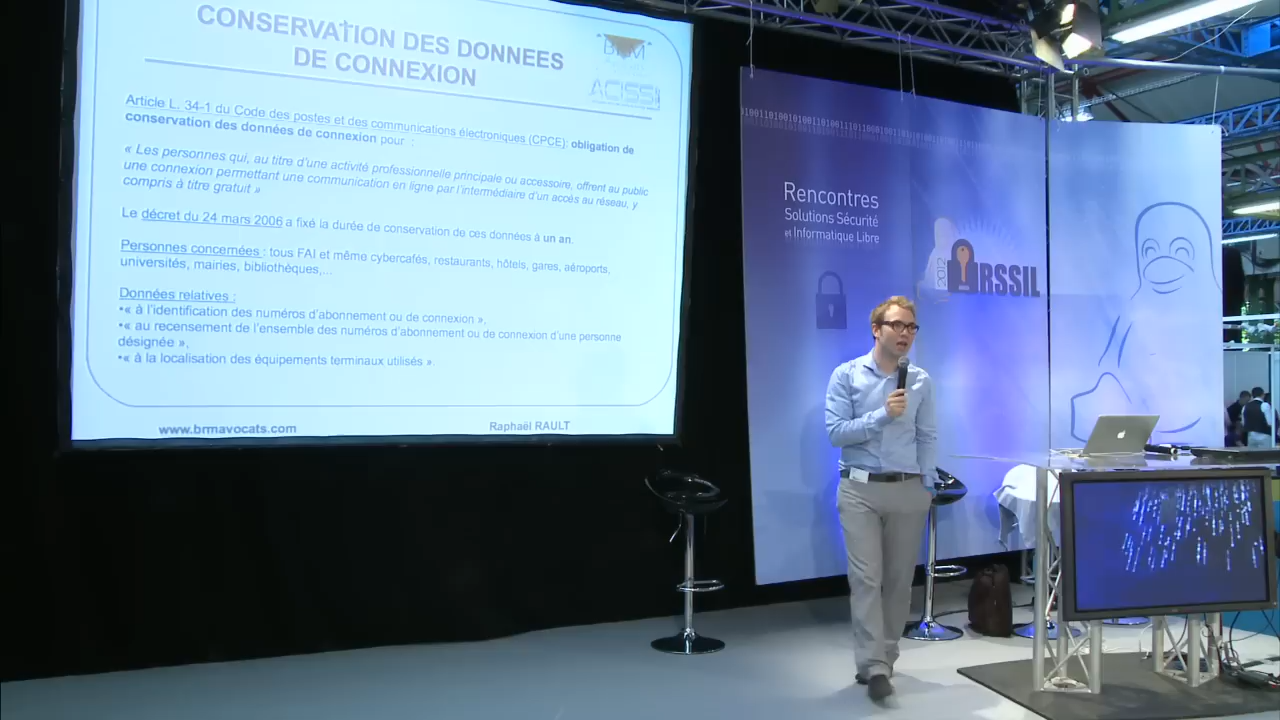 CONSERVATION DES DONNEES
DE CONNEXION
ACISSI
Article L. 34-1 du Code des postes et des communications électroniques (CPCE): obligation de
conservation des données de connexion pour :
« Les personnes qui, au titre d'une activité professionnelle principale ou accessoire, offrent au public
une connexion permettant une communication en ligne par l'intermédiaire d'un accès au réseau, y
compris à titre gratuit »
Le décret du 24 mars 2006 a fixé la durée de conservation de ces données à un an.
Personnes concernées : tous FAI et même cybercafés, restaurants, hôtels, gares, aéroports,
universités, mairies, bibliothèques,...
Données relatives :
•« à l'identification des numéros d'abonnement ou de connexion »,
•« au recensement de l'ensemble des numéros d'abonnement ou de connexion d'une personne
désignée »,
•« à la localisation des équipements terminaux utilisés ».
www.brmavocats.com
Raphaël RAULT
Rencontres
Solutions Sécurité
et Informatique Libre
2012
RSSIL